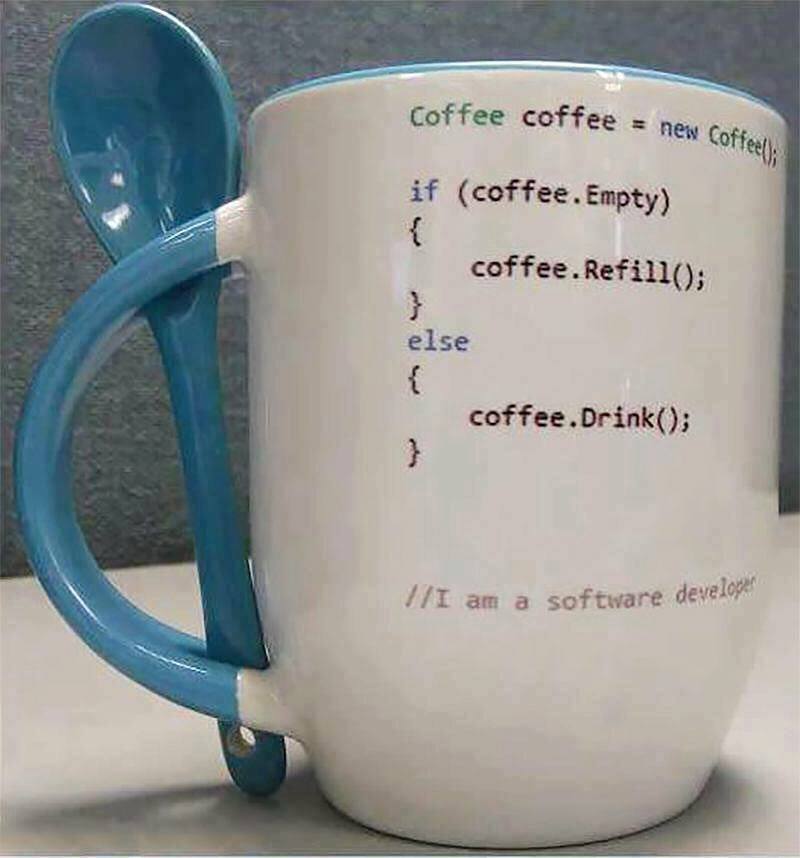 Coffee coffee = new Coffee();
if (coffee.Empty)
{
coffee.Refill();
}
else
{
coffee.Drink();
}
//I am a software developer